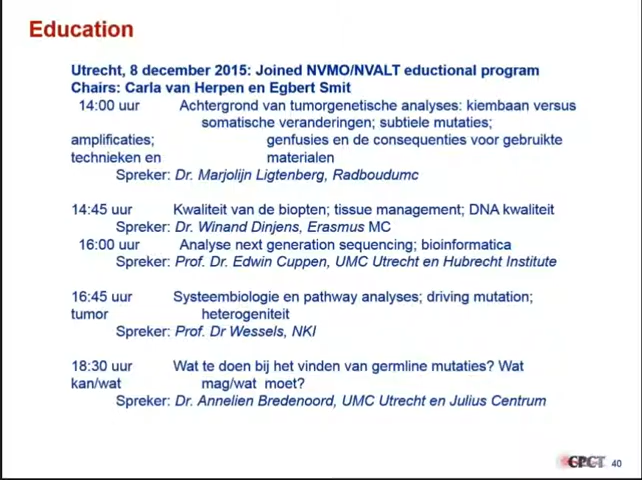 Education
Utrecht, 8 december 2015: Joined NVMO/NVALT eductional program
Chairs: Carla van Herpen en Egbert Smit
14:00 uur Achtergrond van tumorgenetische analyses: kiembaan versus
somatische veranderingen; subtiele mutaties;
amplificaties; genfusies en de consequenties voor gebruikte
technieken en materialen
Spreker: Dr. Marjolijn Ligtenberg, Radboudumc
14:45 uur Kwaliteit van de biopten; tissue management; DNA kwaliteit
Spreker: Dr. Winand Dinjens, Erasmus MC
16:00 uur Analyse next generation sequencing; bioinformatica
Spreker: Prof. Dr. Edwin Cuppen, UMC Utrecht en Hubrecht Institute
16:45 uur Systeembiologie en pathway analyses; driving mutation;
tumor heterogeniteit
Spreker: Prof. Dr Wessels, NKI
18:30 uur Wat te doen bij het vinden van germline mutaties? Wat
kan/wat mag/wat moet?
Spreker: Dr. Annelien Bredenoord, UMC Utrecht en Julius Centrum
CPCT 40